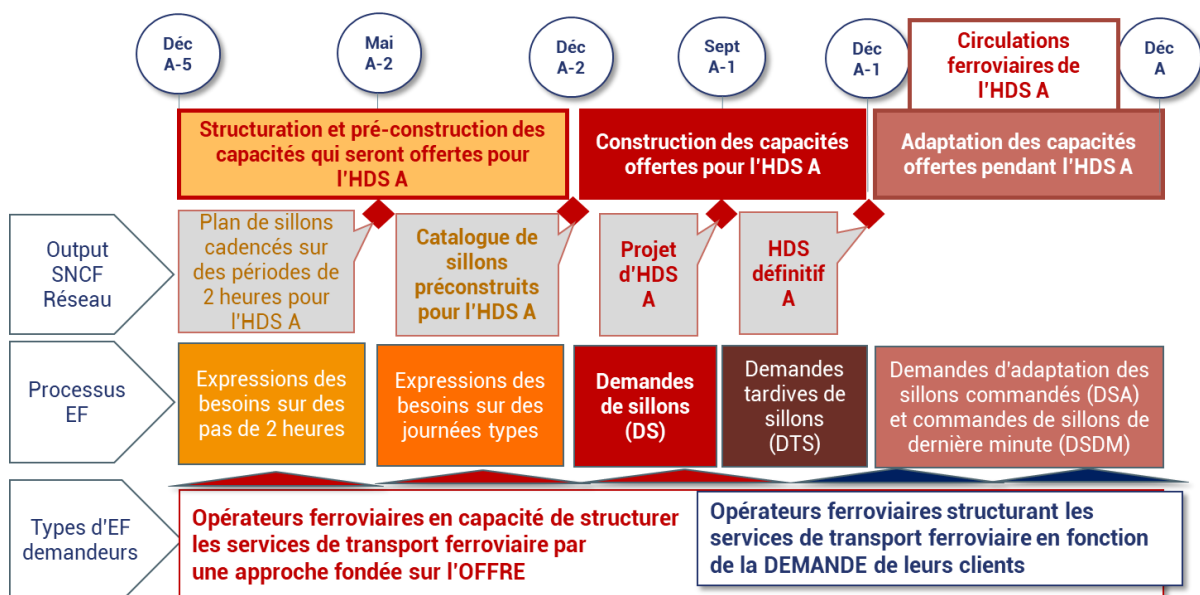 Déc
A-5
Mai
A-2
Déc
A-2
Sept
A-1
Déc
A-1
Circulations
ferroviaires de
l'HDS A
Déc
A
Structuration et pré-construction des
capacités qui seront offertes pour
l'HDS A
Construction des capacités
offertes pour l'HDS A
Adaptation des capacités
offertes pendant l'HDS A
Output
SNCF
Réseau
Plan de sillons
cadencés sur
des périodes de
2 heures pour
l'HDS A
Catalogue de
sillons
préconstruits
pour l'HDS A
Projet
d'HDS
A
HDS
définitif
A
Processus
EF
Expressions des
besoins sur des
pas de 2 heures
Expressions des
besoins sur des
journées types
Demandes
de sillons
(DS)
Demandes
tardives de
sillons
(DTS)
Demandes d'adaptation des
sillons commandés (DSA)
et commandes de sillons de
dernière minute (DSDM)
Types d'EF
demandeurs
Opérateurs ferroviaires en capacité de structurer
les services de transport ferroviaire par
une approche fondée sur l'OFFRE
Opérateurs ferroviaires structurant les
services de transport ferroviaire en fonction
de la DEMANDE de leurs clients